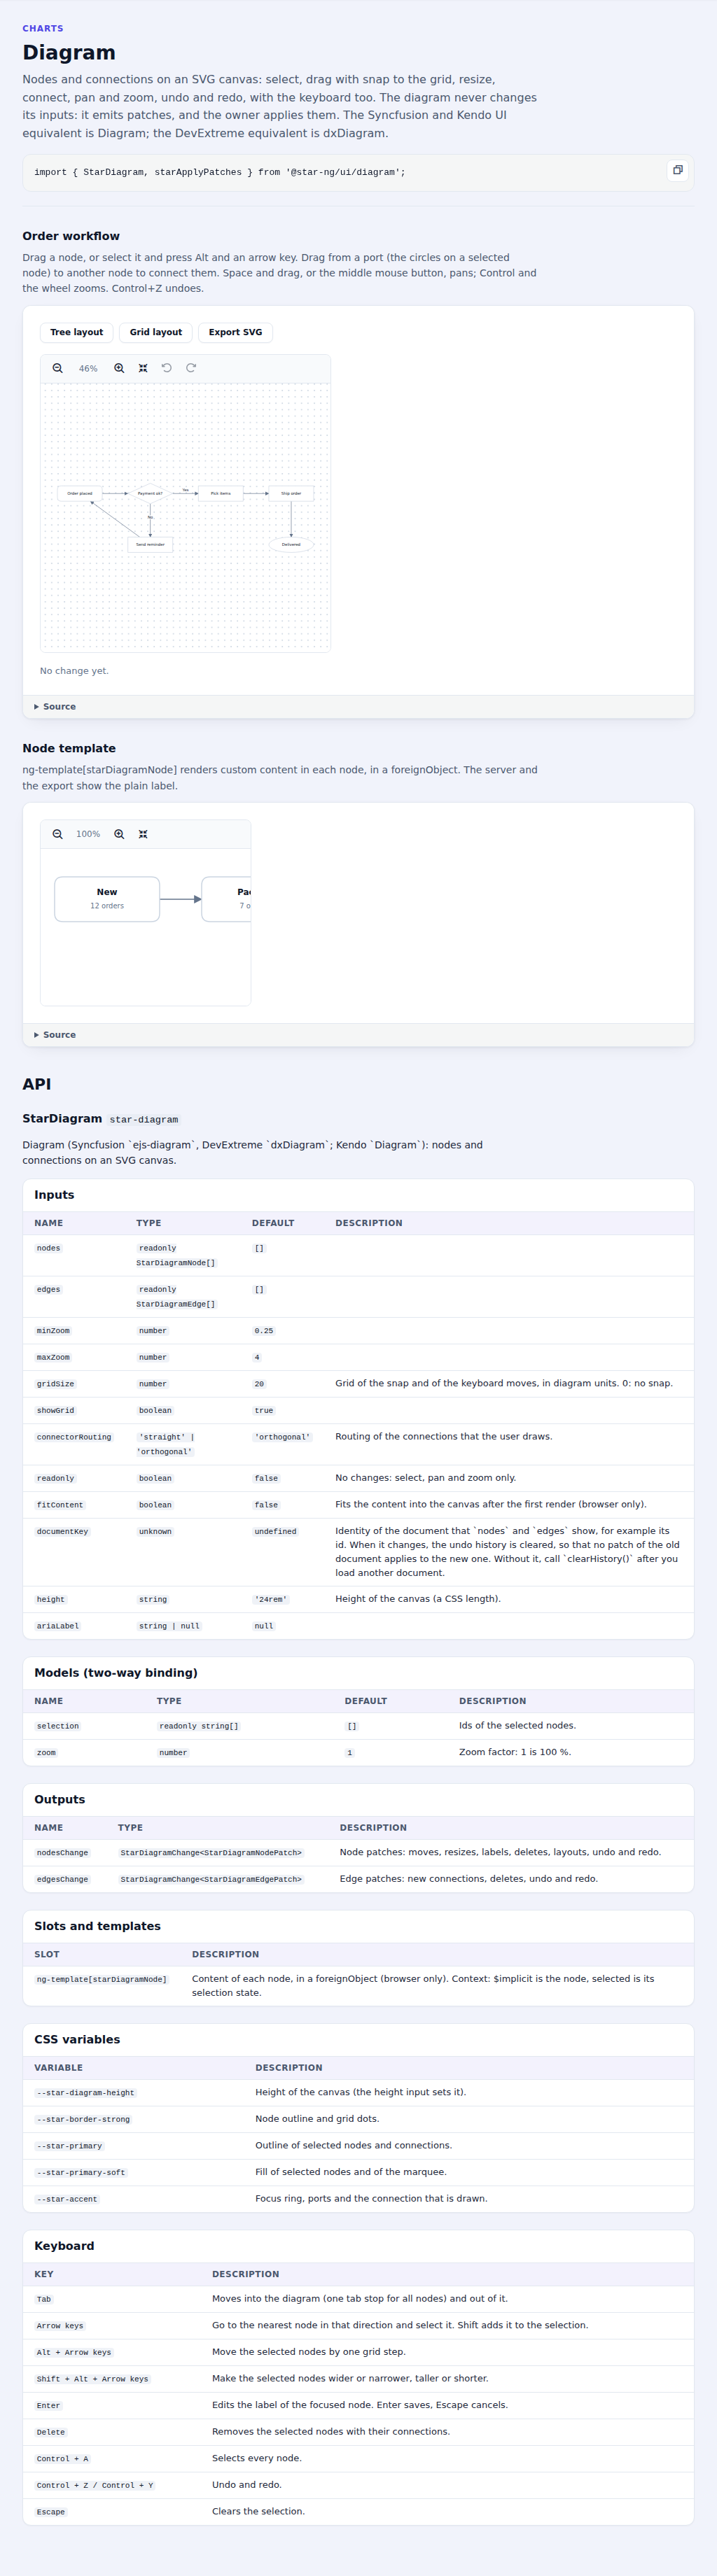 CHARTS
Diagram
Nodes and connections on an SVG canvas: select, drag with snap to the grid, resize,
connect, pan and zoom, undo and redo, with the keyboard too. The diagram never changes
its inputs: it emits patches, and the owner applies them. The Syncfusion and Kendo UI
equivalent is Diagram; the DevExtreme equivalent is dxDiagram.
import { StarDiagram, starApplyPatches } from '@star-ng/ui/diagram';
Order workflow
Drag a node, or select it and press Alt and an arrow key. Drag from a port (the circles on a selected
node) to another node to connect them. Space and drag, or the middle mouse button, pans; Control and
the wheel zooms. Control+Z undoes.
Tree layout Grid layout Export SVG
46%
Order placed Payment ok? Yes Pick items Ship order
No
Send reminder Delivered
No change yet.
Source
Node template
ng-template[starDiagramNode] renders custom content in each node, in a foreignObject. The server and
the export show the plain label.
100%
New Pa
12 orders 7 o
Source
API
StarDiagram star-diagram
Diagram (Syncfusion `ejs-diagram`, DevExtreme `dxDiagram`; Kendo `Diagram`): nodes and
connections on an SVG canvas.
Inputs
NAME TYPE DEFAULT DESCRIPTION
nodes readonly StarDiagramNode[] []
edges readonly StarDiagramEdge[] []
minZoom number 0.25
maxZoom number 4
gridSize number 20 Grid of the snap and of the keyboard moves, in diagram units. 0: no snap.
showGrid boolean true
connectorRouting 'straight' | 'orthogonal' 'orthogonal' Routing of the connections that the user draws.
readonly boolean false No changes: select, pan and zoom only.
fitContent boolean false Fits the content into the canvas after the first render (browser only).
documentKey unknown undefined Identity of the document that `nodes` and `edges` show, for example its
id. When it changes, the undo history is cleared, so that no patch of the old
document applies to the new one. Without it, call `clearHistory()` after you
load another document.
height string '24rem' Height of the canvas (a CSS length).
ariaLabel string | null null
Models (two-way binding)
NAME TYPE DEFAULT DESCRIPTION
selection readonly string[] [] Ids of the selected nodes.
zoom number 1 Zoom factor: 1 is 100 %.
Outputs
NAME TYPE DESCRIPTION
nodesChange StarDiagramChange<StarDiagramNodePatch> Node patches: moves, resizes, labels, deletes, layouts, undo and redo.
edgesChange StarDiagramChange<StarDiagramEdgePatch> Edge patches: new connections, deletes, undo and redo.
Slots and templates
SLOT DESCRIPTION
ng-template[starDiagramNode] Content of each node, in a foreignObject (browser only). Context: $implicit is the node, selected is its
selection state.
CSS variables
VARIABLE DESCRIPTION
--star-diagram-height Height of the canvas (the height input sets it).
--star-border-strong Node outline and grid dots.
--star-primary Outline of selected nodes and connections.
--star-primary-soft Fill of selected nodes and of the marquee.
--star-accent Focus ring, ports and the connection that is drawn.
Keyboard
KEY DESCRIPTION
Tab Moves into the diagram (one tab stop for all nodes) and out of it.
Arrow keys Go to the nearest node in that direction and select it. Shift adds it to the selection.
Alt + Arrow keys Move the selected nodes by one grid step.
Shift + Alt + Arrow keys Make the selected nodes wider or narrower, taller or shorter.
Enter Edits the label of the focused node. Enter saves, Escape cancels.
Delete Removes the selected nodes with their connections.
Control + A Selects every node.
Control + Z / Control + Y Undo and redo.
Escape Clears the selection.